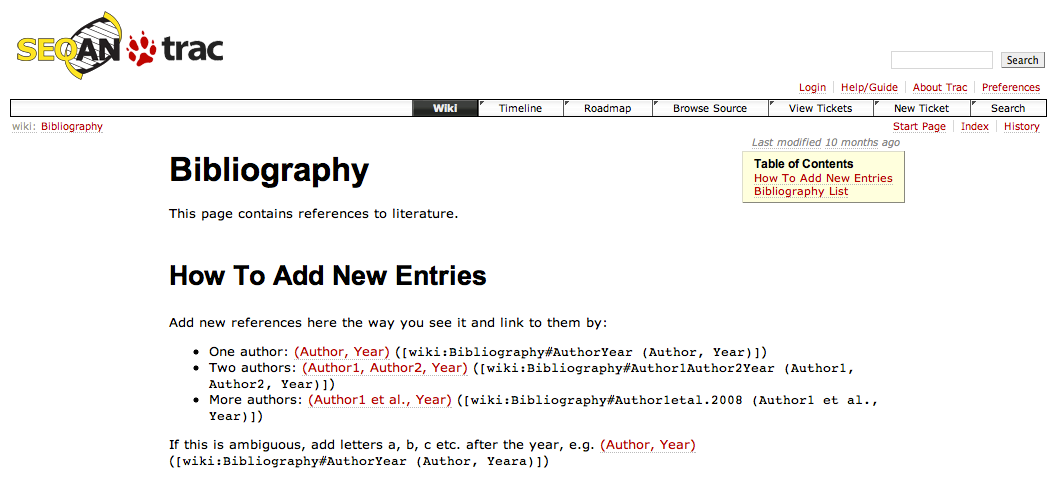 SEQAN trac
Search
Login Help/Guide About Trac Preferences
Wiki Timeline Roadmap Browse Source View Tickets New Ticket Search
wiki: Bibliography
Start Page Index History
Last modified 10 months ago
Table of Contents
How To Add New Entries
Bibliography List
Bibliography
This page contains references to literature.
How To Add New Entries
Add new references here the way you see it and link to them by:
• One author: (Author, Year) ([wiki:Bibliography#AuthorYear (Author, Year)])
• Two authors: (Author1, Author2, Year) ([wiki:Bibliography#Author1Author2Year (Author1,
Author2, Year)])
• More authors: (Author1 et al., Year) ([wiki:Bibliography#Author1etal.2008 (Author1 et al.,
Year)])
If this is ambiguous, add letters a, b, c etc. after the year, e.g. (Author, Year)
([wiki:Bibliography#AuthorYear (Author, Yeara)])